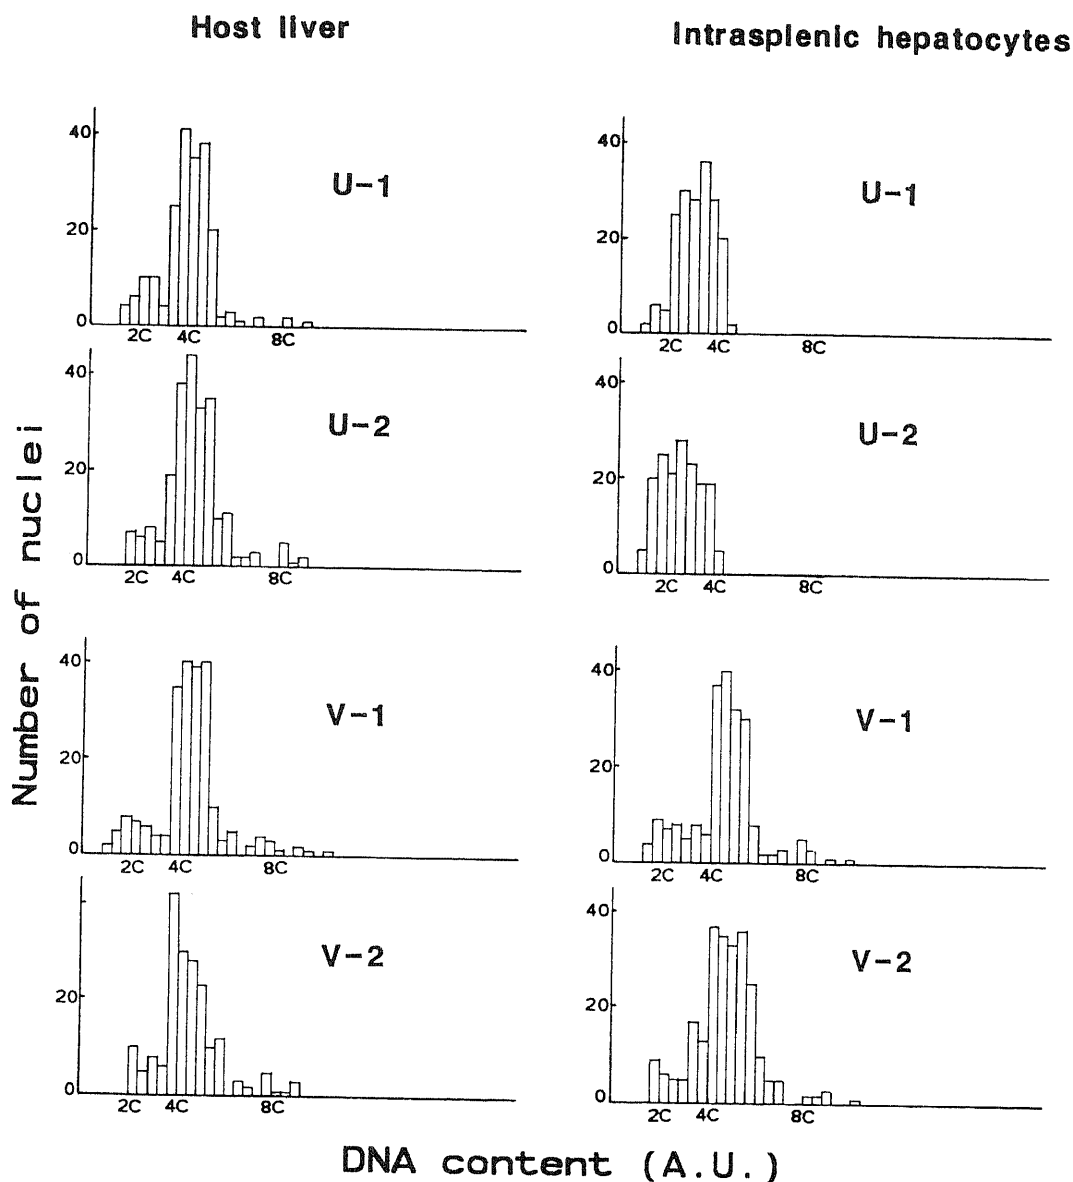 Host liver
Intrasplenic hepatocytes
Number of nuclei
40
20
0
2C 4C 8C
U-1
40
20
0
2C 4C 8C
U-1
40
20
0
2C 4C 8C
U-2
40
20
0
2C 4C 8C
U-2
40
20
0
2C 4C 8C
V-1
40
20
0
2C 4C 8C
V-1
20
0
2C 4C 8C
V-2
40
20
0
2C 4C 8C
V-2
DNA content (A.U.)